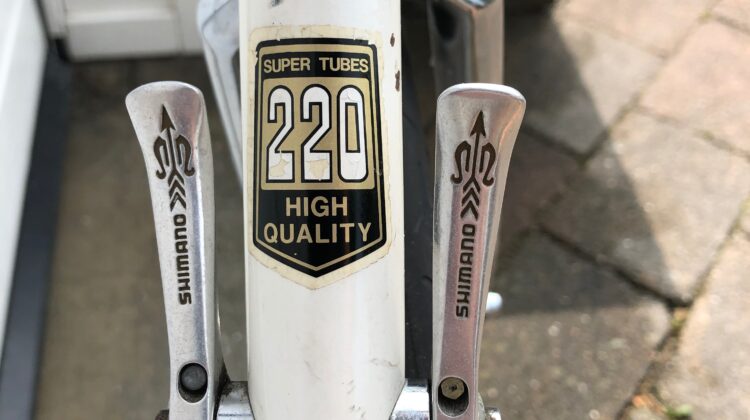 SUPER TUBES
220
HIGH
QUALITY
SHIMANO
SHIMANO